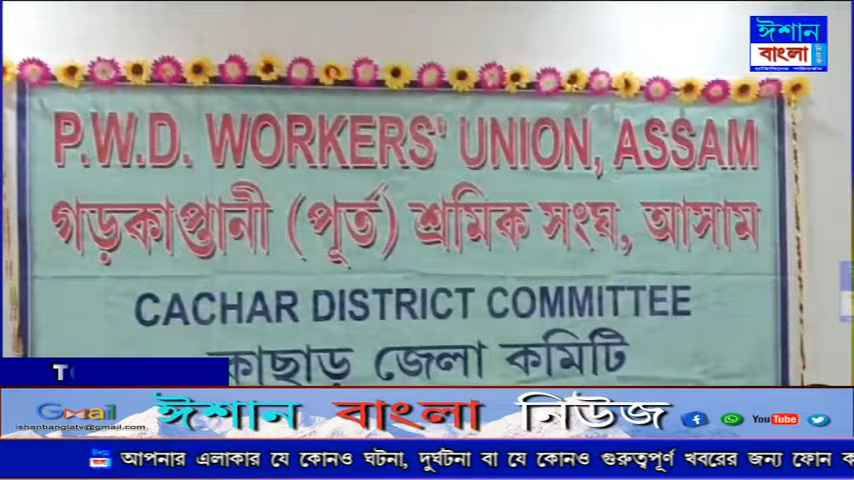 ঈশান
বাংলা
P.W.D. WORKERS' UNION, ASSAM
গড়কাপ্তানী (পূর্ত) শ্রমিক সংঘ, আসাম
CACHAR DISTRICT COMMITTEE
কাছাড় জেলা কমিটি
T
Gmail
ishanbanglatv@gmail.com
ঈশান বাংলা নিউজ
YouTube
আপনার এলাকার যে কোনও ঘটনা, দুর্ঘটনা বা যে কোনও গুরুত্বপূর্ণ খবরের জন্য ফোন ক